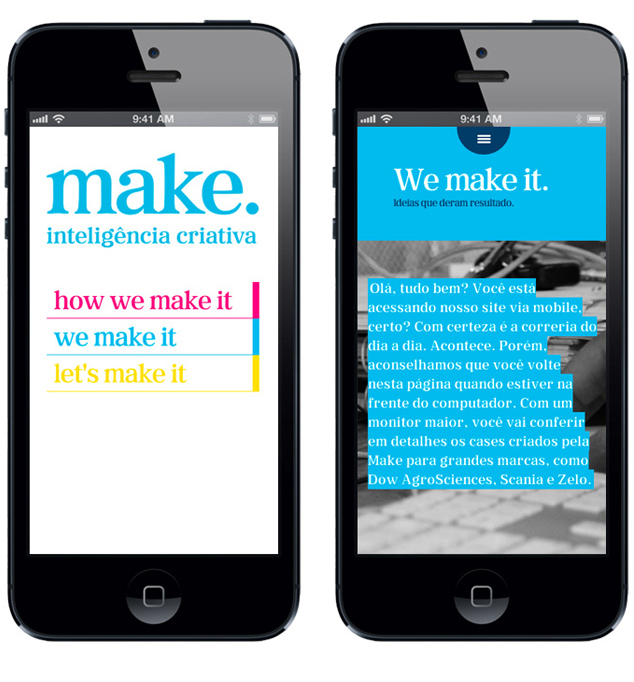 9:41 AM
make.
inteligência criativa
how we make it
we make it
let's make it
9:41 AM
We make it.
Ideias que deram resultado.
Olá, tudo bem? Você está
acessando nosso site via mobile,
certo? Com certeza é a correria do
dia a dia. Acontece. Porém,
aconselhamos que você volte
nesta página quando estiver na
frente do computador. Com um
monitor maior, você vai conferir
em detalhes os cases criados pela
Make para grandes marcas, como
Dow AgroSciences, Scania e Zelo.